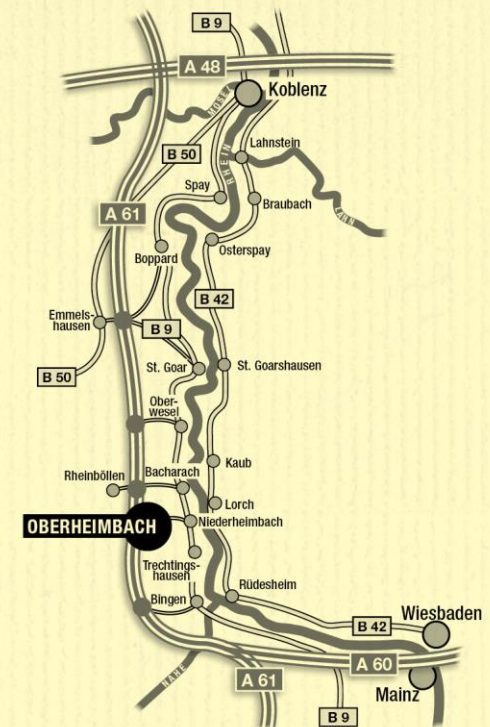 B 9
A 48
Koblenz
MOSEL
Lahnstein
B 50
RHEIN
Spay
Braubach
LAHN
A 61
Osterspay
Boppard
B 42
Emmels-
hausen
B 9
St. Goar
St. Goarshausen
B 50
Ober-
wesel
Kaub
Bacharach
Rheinböllen
Lorch
OBERHEIMBACH
Niederheimbach
Trechtings-
hausen
Rüdesheim
Bingen
Wiesbaden
B 42
A 60
NAHE
A 61
Mainz
B 9